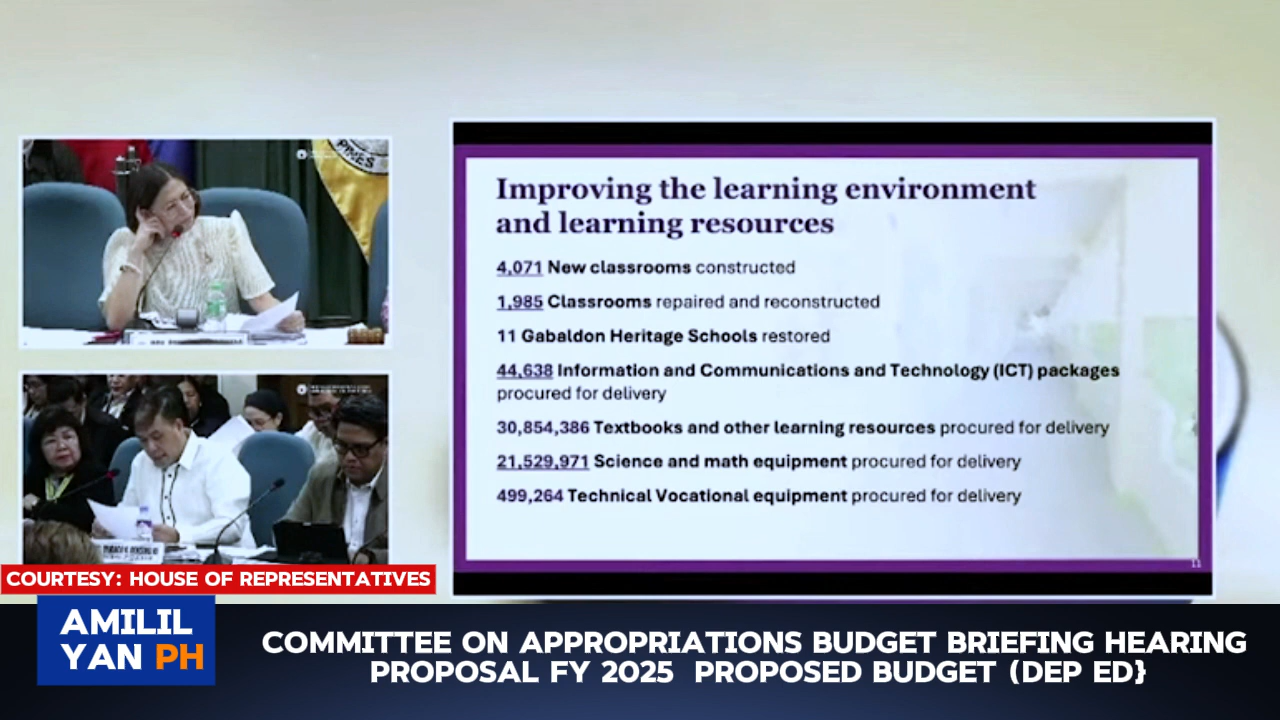 PINES
Improving the learning environment
and learning resources
4,071 New classrooms constructed
1,985 Classrooms repaired and reconstructed
11 Gabaldon Heritage Schools restored
44,638 Information and Communications and Technology (ICT) packages
procured for delivery
30,854,386 Textbooks and other learning resources procured for delivery
21,529,971 Science and math equipment procured for delivery
499,264 Technical Vocational equipment procured for delivery
11
COURTESY: HOUSE OF REPRESENTATIVES
AMILIL
YAN PH
COMMITTEE ON APPROPRIATIONS BUDGET BRIEFING HEARING
PROPOSAL FY 2025 PROPOSED BUDGET (DEP ED}